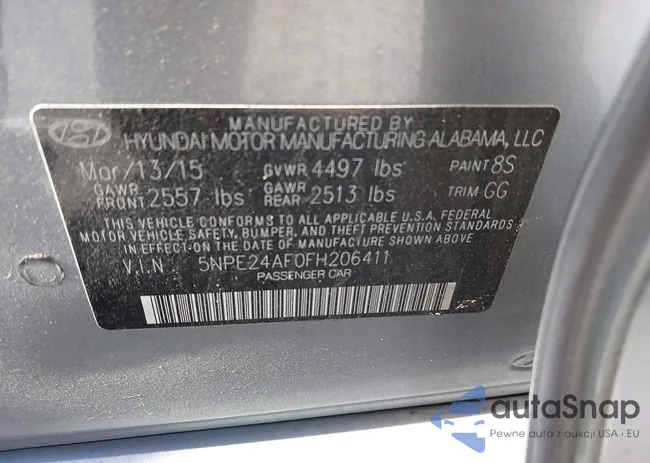 MANUFACTURED BY
HYUNDAI MOTOR MANUFACTURING ALABAMA, LLC
Mar/13/15 GVWR 4497 lbs PAINT 8S
GAWR FRONT 2557 lbs GAWR REAR 2513 lbs TRIM GG
THIS VEHICLE CONFORMS TO ALL APPLICABLE U.S.A. FEDERAL
MOTOR VEHICLE SAFETY, BUMPER, AND THEFT PREVENTION STANDARDS
IN EFFECT ON THE DATE OF MANUFACTURE SHOWN ABOVE.
V.I.N. 5NPE24AF0FH206411
PASSENGER CAR
autaSnap
Pewne auta z aukcji USA i EU